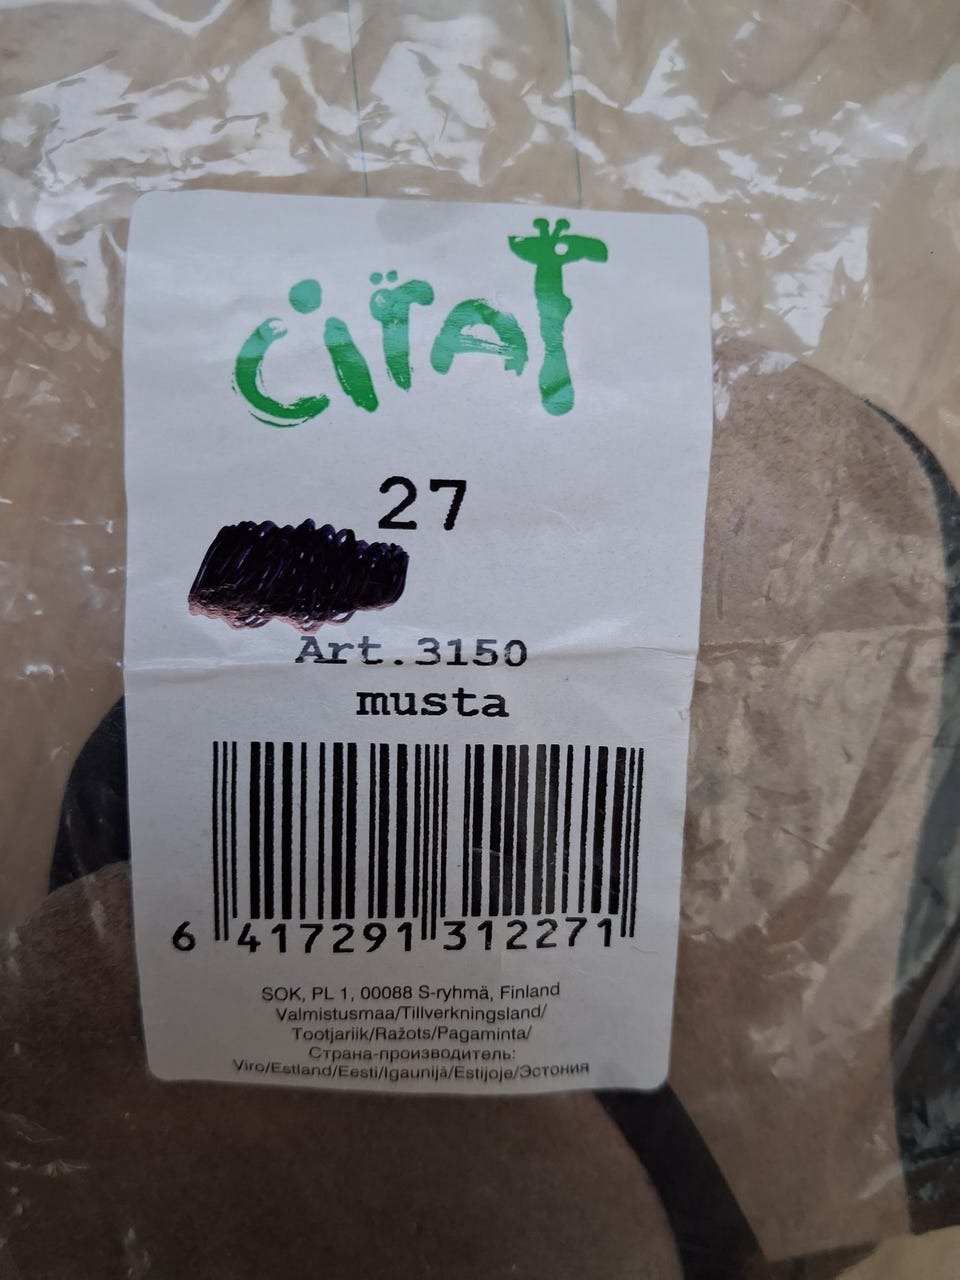 CiTAT
27
Art.3150
musta
6 417291 312271
SOK, PL 1, 00088 S-ryhmä, Finland
Valmistusmaa/Tillverkningsland/
Tootjariik/Ražots/Pagaminta/
Страна-производитель:
Viro/Estland/Eesti/Igaunijā/Estijoje/Эстония